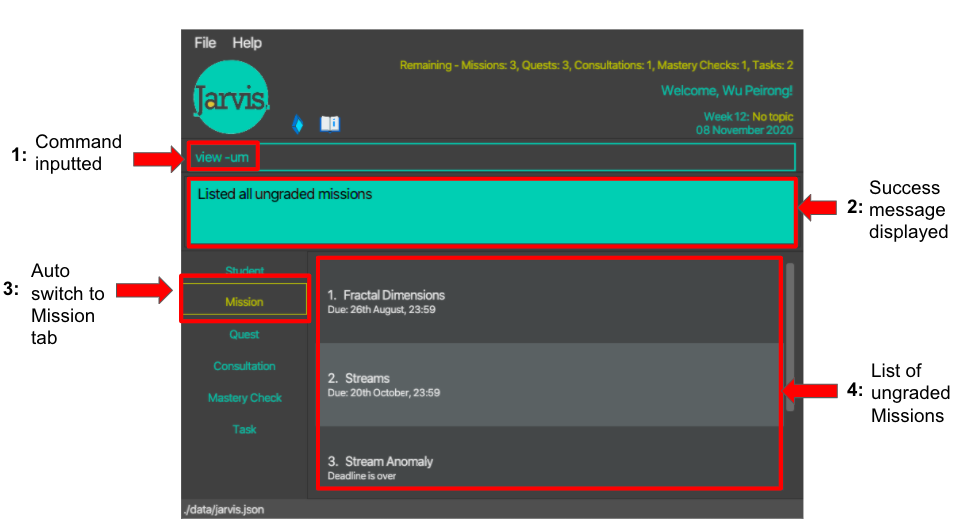 File Help
Remaining - Missions: 3, Quests: 3, Consultations: 1, Mastery Checks: 1, Tasks: 2
Jarvis
Welcome, Wu Peirong!
Week 12: No topic
08 November 2020
1: Command
inputted
view -um
Listed all ungraded missions
2: Success
message
displayed
3: Auto
switch to
Mission
tab
Student
Mission
Quest
Consultation
Mastery Check
Task
1. Fractal Dimensions
Due: 26th August, 23:59
2. Streams
Due: 20th October, 23:59
3. Stream Anomaly
Deadline is over
4: List of
ungraded
Missions
./data/jarvis.json